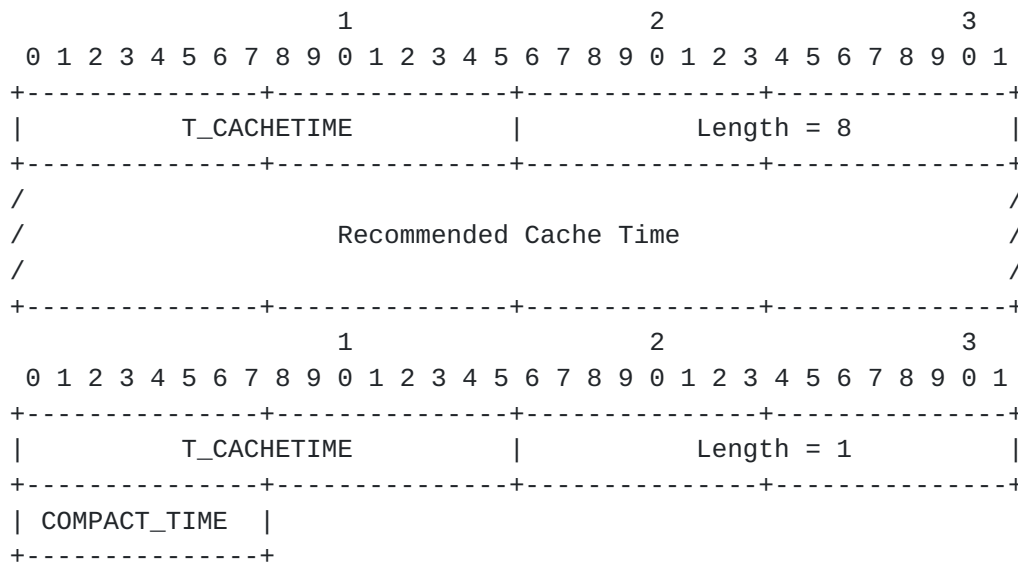 1                   2                   3
 0 1 2 3 4 5 6 7 8 9 0 1 2 3 4 5 6 7 8 9 0 1 2 3 4 5 6 7 8 9 0 1
+---------------+---------------+---------------+---------------+
|          T_CACHETIME          |           Length = 8          |
+---------------+---------------+---------------+---------------+
/                                                               /
/                    Recommended Cache Time                     /
/                                                               /
+---------------+---------------+---------------+---------------+
                     1                   2                   3
 0 1 2 3 4 5 6 7 8 9 0 1 2 3 4 5 6 7 8 9 0 1 2 3 4 5 6 7 8 9 0 1
+---------------+---------------+---------------+---------------+
|          T_CACHETIME          |           Length = 1          |
+---------------+---------------+---------------+---------------+
| COMPACT_TIME  |
+---------------+